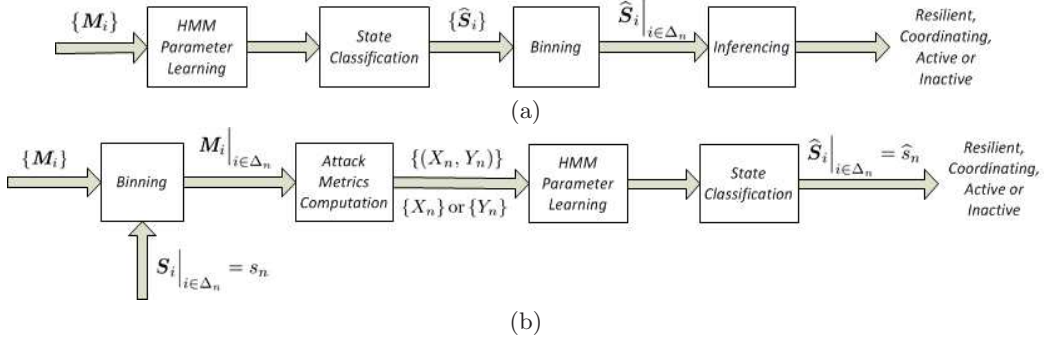 {M_i}
HMM
Parameter
Learning
State
Classification
{Ŝ_i}
Binning
Ŝ_i|_{i∈Δ_n}
Inferencing
Resilient,
Coordinating,
Active or
Inactive
(a)
{M_i}
Binning
S_i|_{i∈Δ_n} = s_n
M_i|_{i∈Δ_n}
Attack
Metrics
Computation
{(X_n, Y_n)}
{X_n} or {Y_n}
HMM
Parameter
Learning
State
Classification
Ŝ_i|_{i∈Δ_n} = ŝ_n
Resilient,
Coordinating,
Active or
Inactive
(b)